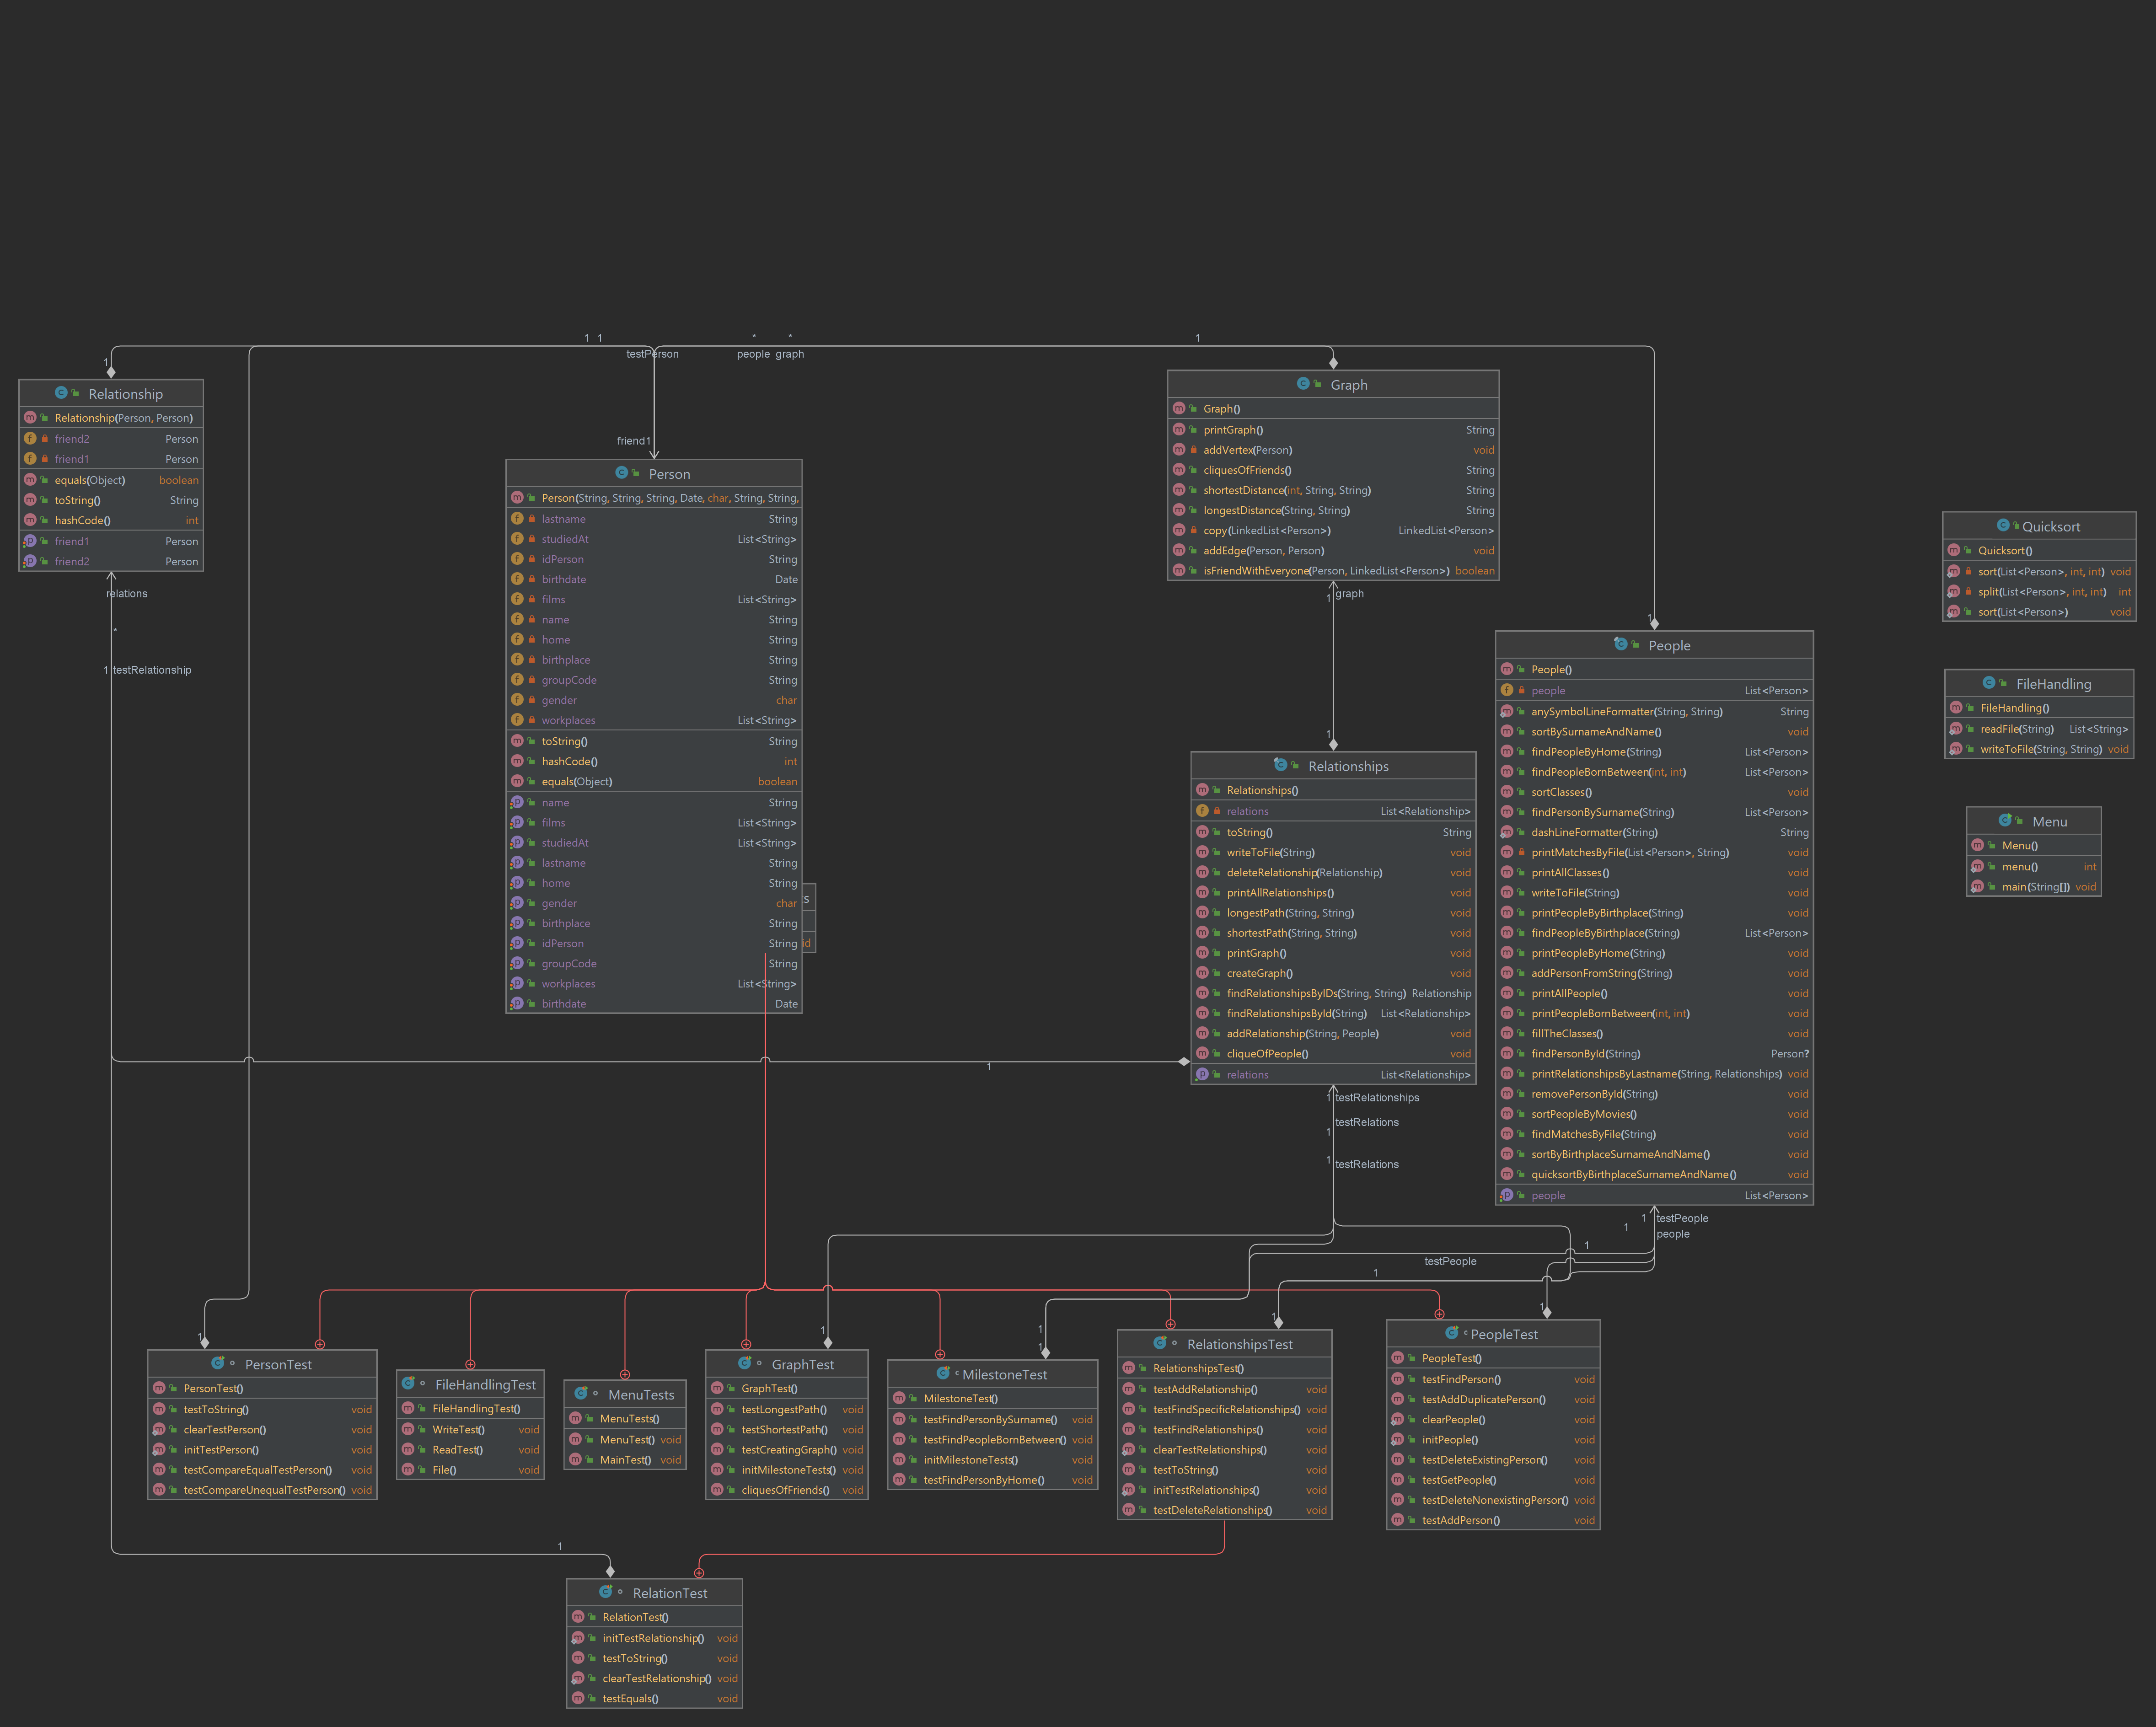 1 1
*
*
1
testPerson
people
graph
1
friend1
Relationship
Relationship(Person, Person)
friend2 Person
friend1 Person
equals(Object) boolean
toString() String
hashCode() int
friend1 Person
friend2 Person
relations
*
1 testRelationship
Person
Person(String, String, String, Date, char, String, String,
lastname String
studiedAt List<String>
idPerson String
birthdate Date
films List<String>
name String
home String
birthplace String
groupCode String
gender char
workplaces List<String>
toString() String
hashCode() int
equals(Object) boolean
name String
films List<String>
studiedAt List<String>
lastname String
home String
gender char
birthplace String
idPerson String
groupCode String
workplaces List<String>
birthdate Date
s
id
Graph
Graph()
printGraph() String
addVertex(Person) void
cliquesOfFriends() String
shortestDistance(int, String, String) String
longestDistance(String, String) String
copy(LinkedList<Person>) LinkedList<Person>
addEdge(Person, Person) void
isFriendWithEveryone(Person, LinkedList<Person>) boolean
1 graph
1
Relationships
Relationships()
relations List<Relationship>
toString() String
writeToFile(String) void
deleteRelationship(Relationship) void
printAllRelationships() void
longestPath(String, String) void
shortestPath(String, String) void
printGraph() void
createGraph() void
findRelationshipsByIDs(String, String) Relationship
findRelationshipsById(String) List<Relationship>
addRelationship(String, People) void
cliqueOfPeople() void
relations List<Relationship>
1
1 testRelationships
testRelations
1
1 testRelations
1
People
People()
people List<Person>
anySymbolLineFormatter(String, String) String
sortBySurnameAndName() void
findPeopleByHome(String) List<Person>
findPeopleBornBetween(int, int) List<Person>
sortClasses() void
findPersonBySurname(String) List<Person>
dashLineFormatter(String) String
printMatchesByFile(List<Person>, String) void
printAllClasses() void
writeToFile(String) void
printPeopleByBirthplace(String) void
findPeopleByBirthplace(String) List<Person>
printPeopleByHome(String) void
addPersonFromString(String) void
printAllPeople() void
printPeopleBornBetween(int, int) void
fillTheClasses() void
findPersonById(String) Person?
printRelationshipsByLastname(String, Relationships) void
removePersonById(String) void
sortPeopleByMovies() void
findMatchesByFile(String) void
sortByBirthplaceSurnameAndName() void
quicksortByBirthplaceSurnameAndName() void
people List<Person>
1 testPeople
1
people
1
testPeople
1
Quicksort
Quicksort()
sort(List<Person>, int, int) void
split(List<Person>, int, int) int
sort(List<Person>) void
FileHandling
FileHandling()
readFile(String) List<String>
writeToFile(String, String) void
Menu
Menu()
menu() int
main(String[]) void
1
PersonTest
PersonTest()
testToString() void
clearTestPerson() void
initTestPerson() void
testCompareEqualTestPerson() void
testCompareUnequalTestPerson() void
FileHandlingTest
FileHandlingTest()
WriteTest() void
ReadTest() void
File() void
MenuTests
MenuTests()
MenuTest() void
MainTest() void
1
GraphTest
GraphTest()
testLongestPath() void
testShortestPath() void
testCreatingGraph() void
initMilestoneTests() void
cliquesOfFriends() void
1
1
MilestoneTest
MilestoneTest()
testFindPersonBySurname() void
testFindPeopleBornBetween() void
initMilestoneTests() void
testFindPersonByHome() void
1
RelationshipsTest
RelationshipsTest()
testAddRelationship() void
testFindSpecificRelationships() void
testFindRelationships() void
clearTestRelationships() void
testToString() void
initTestRelationships() void
testDeleteRelationships() void
1
PeopleTest
PeopleTest()
testFindPerson() void
testAddDuplicatePerson() void
clearPeople() void
initPeople() void
testDeleteExistingPerson() void
testGetPeople() void
testDeleteNonexistingPerson() void
testAddPerson() void
1
RelationTest
RelationTest()
initTestRelationship() void
testToString() void
clearTestRelationship() void
testEquals() void